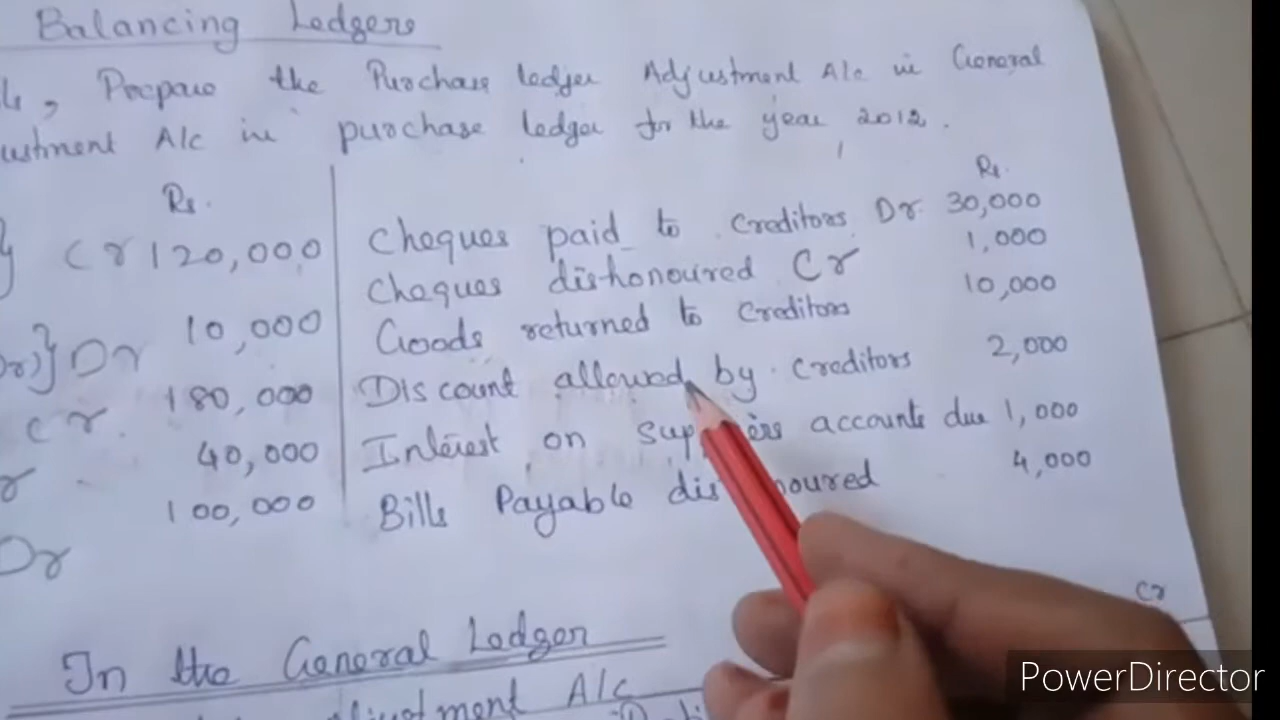 Balancing Ledgers
, Prepare the Purchase ledger Adjustment A/c in General
ustment A/c in purchase ledger for the year 2012.
Rs.
Cr 120,000
10,000
Dr
180,000
Cr.
40,000
100,000
Dr
Rs.
Cheques paid to Creditors Dr. 30,000
Cheques dishonoured Cr 1,000
Goods returned to Creditors 10,000
Discount allowed by Creditors 2,000
Interest on accounts due 1,000
Bills Payable 4,000
Cr
In the General Ledger
A/c
PowerDirector